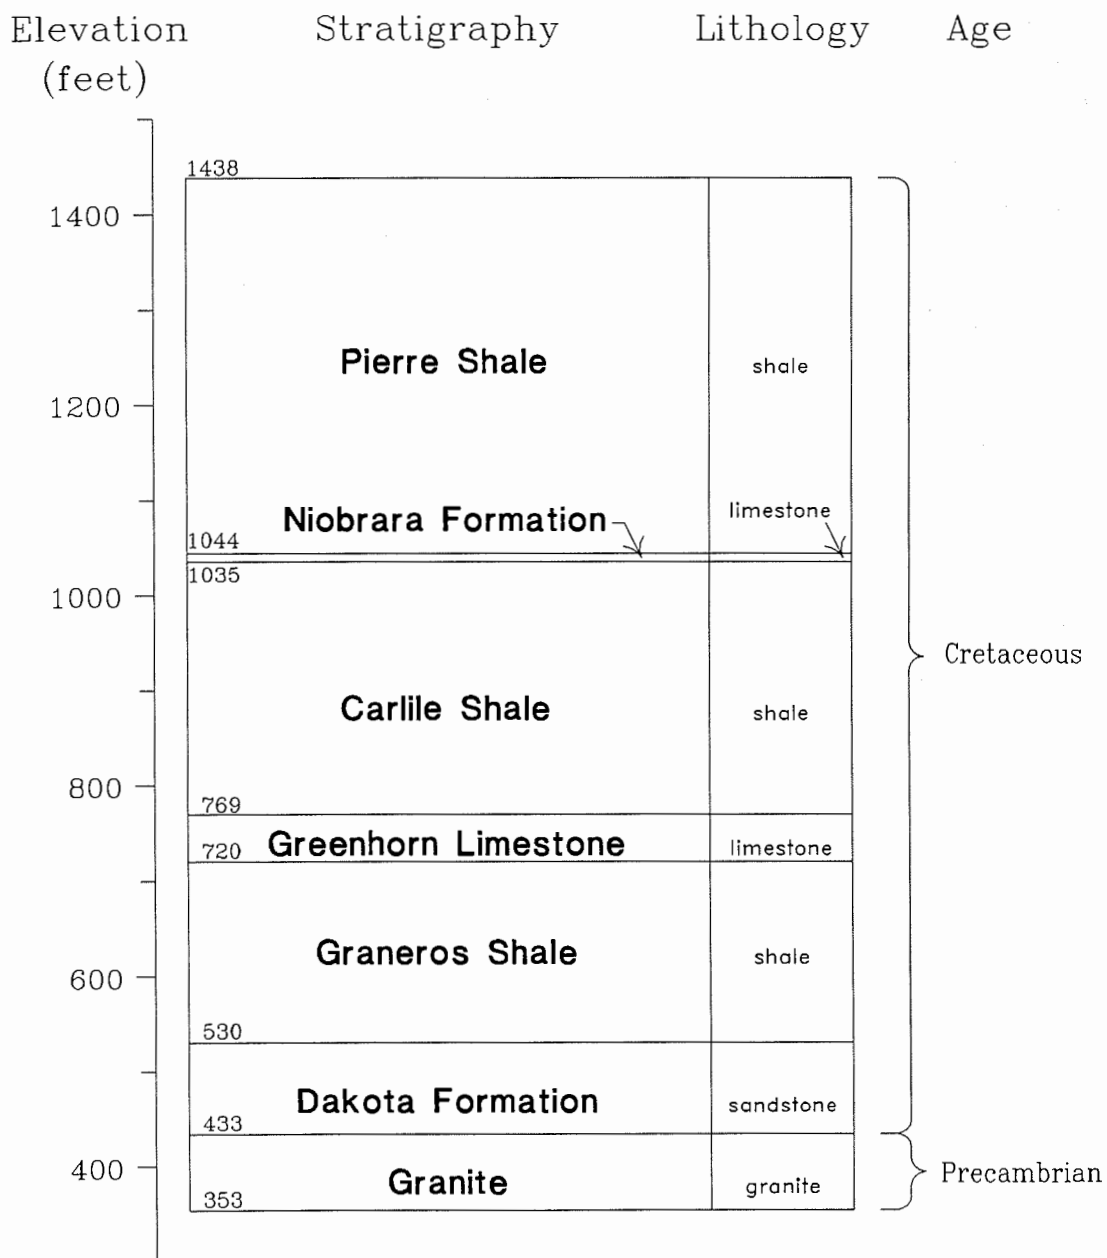 Elevation Stratigraphy Lithology Age
(feet)
1438
1400
Pierre Shale shale
1200
Niobrara Formation limestone
1044
1035
1000
Cretaceous
Carlile Shale shale
800
769
720 Greenhorn Limestone limestone
Graneros Shale shale
600
530
Dakota Formation sandstone
433
400
Granite granite Precambrian
353